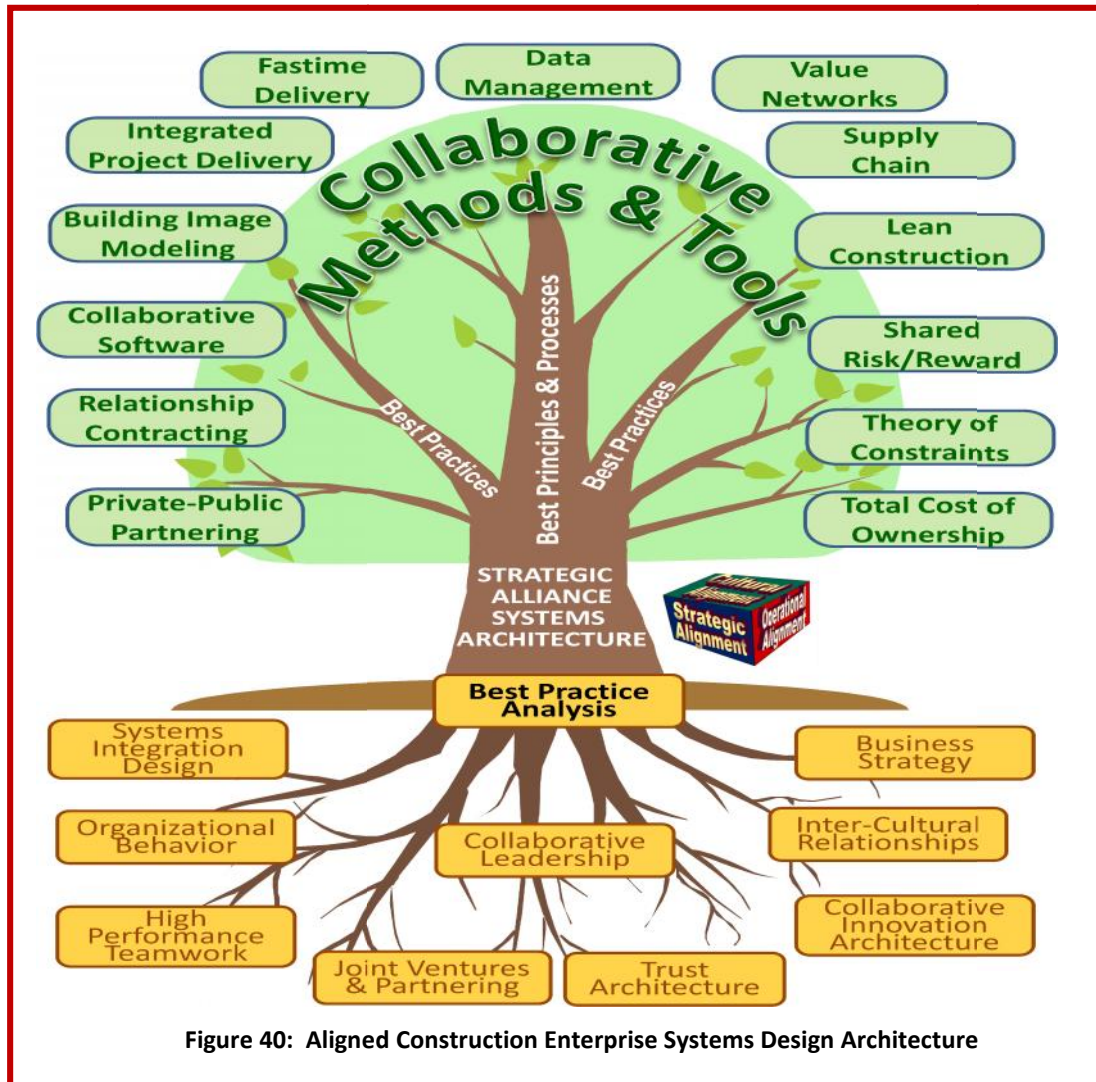 Fastime
Delivery
Data
Management
Value
Networks
Integrated
Project Delivery
Supply
Chain
Collaborative
Methods & Tools
Building Image
Modeling
Lean
Construction
Collaborative
Software
Shared
Risk/Reward
Relationship
Contracting
Theory of
Constraints
Private-Public
Partnering
Total Cost of
Ownership
Best Practices
Best Principles & Processes
Best Practices
STRATEGIC
ALLIANCE
SYSTEMS
ARCHITECTURE
Cultural
Alignment
Strategic
Alignment
Operational
Alignment
Best Practice
Analysis
Systems
Integration
Design
Business
Strategy
Organizational
Behavior
Collaborative
Leadership
Inter-Cultural
Relationships
High
Performance
Teamwork
Collaborative
Innovation
Architecture
Joint Ventures
& Partnering
Trust
Architecture
Figure 40: Aligned Construction Enterprise Systems Design Architecture